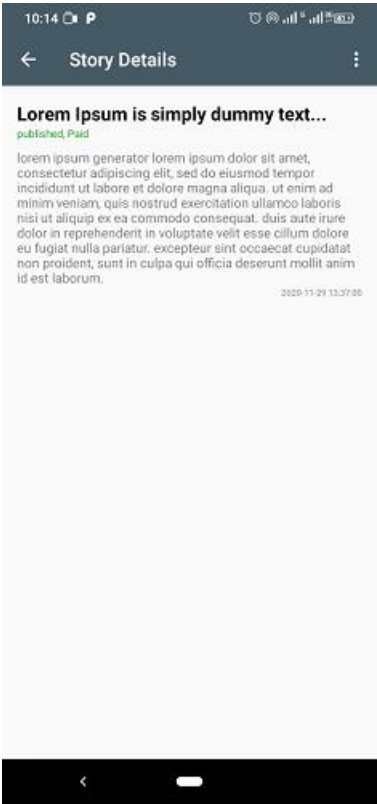 10:14 P
Story Details
Lorem Ipsum is simply dummy text...
published, Paid
lorem ipsum generator lorem ipsum dolor sit amet,
consectetur adipiscing elit, sed do eiusmod tempor
incididunt ut labore et dolore magna aliqua. ut enim ad
minim veniam, quis nostrud exercitation ullamco laboris
nisi ut aliquip ex ea commodo consequat. duis aute irure
dolor in reprehenderit in voluptate velit esse cillum dolore
eu fugiat nulla pariatur. excepteur sint occaecat cupidatat
non proident, sunt in culpa qui officia deserunt mollit anim
id est laborum.
2020-11-29 13:37:00